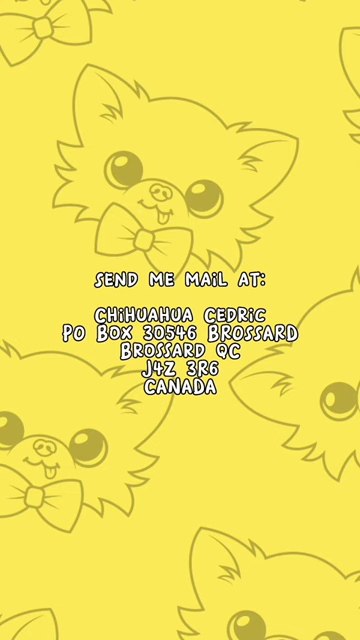 SEND ME MAIL AT:
CHIHUAHUA CEDRIC
PO BOX 30546 BROSSARD
BROSSARD QC
J4Z 3R6
CANADA